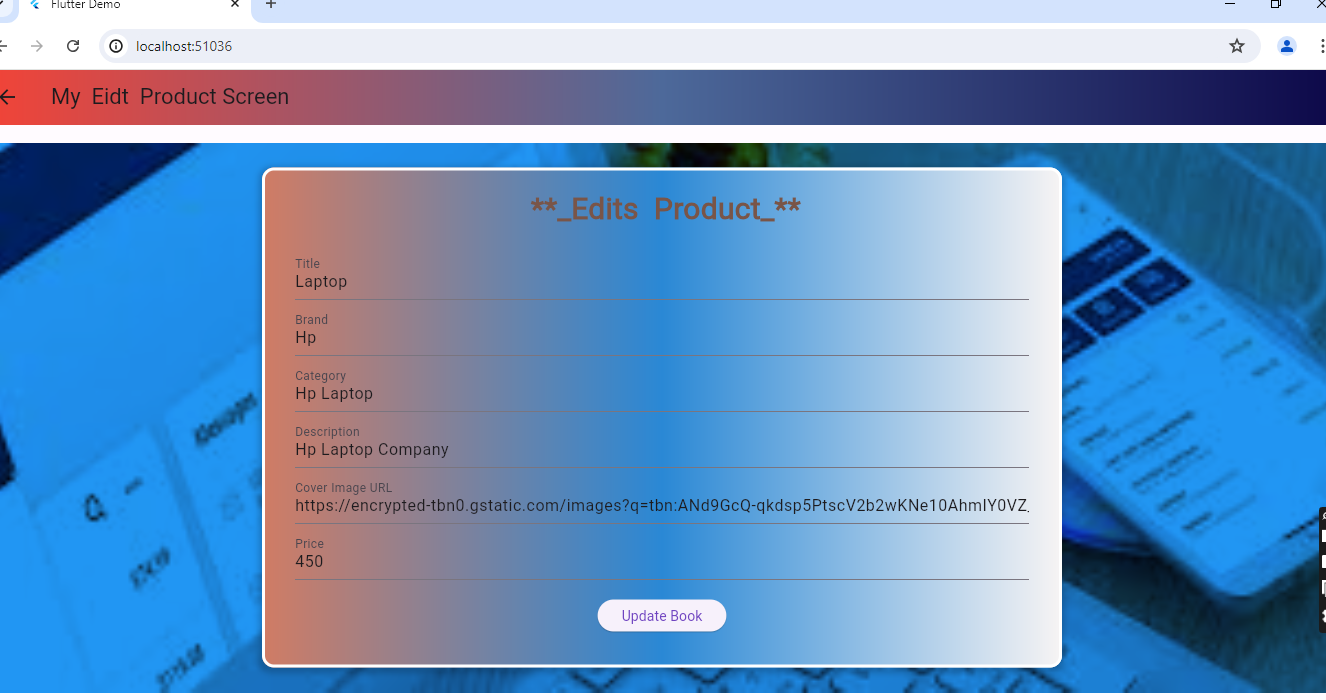 Flutter Demo
localhost:51036
My Eidt Product Screen
**_Edits Product_**
Title
Laptop
Brand
Hp
Category
Hp Laptop
Description
Hp Laptop Company
Cover Image URL
https://encrypted-tbn0.gstatic.com/images?q=tbn:ANd9GcQ-qkdsp5PtscV2b2wKNe10AhmIY0VZ_
Price
450
Update Book